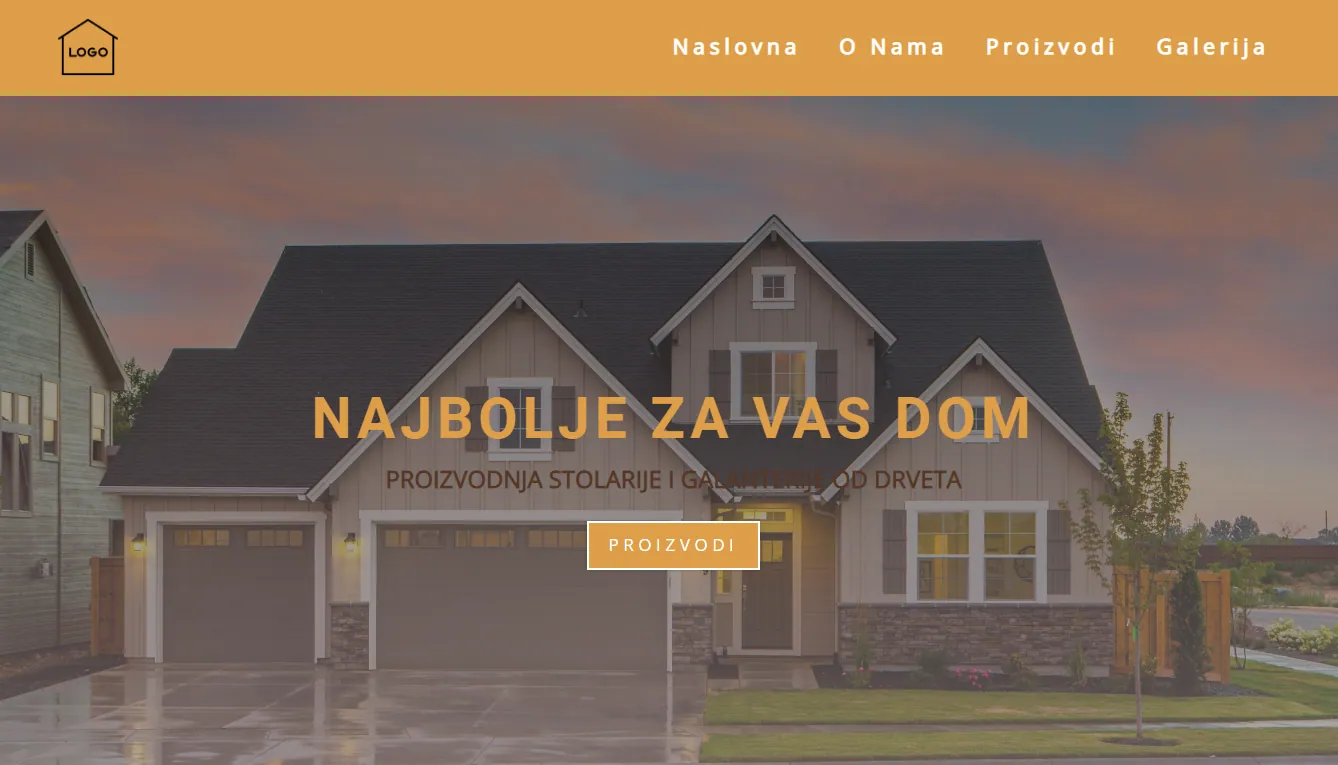 LOGO
Naslovna O Nama Proizvodi Galerija
NAJBOLJE ZA VAS DOM
PROIZVODNJA STOLARIJE I GALANTERIJE OD DRVETA
PROIZVODI